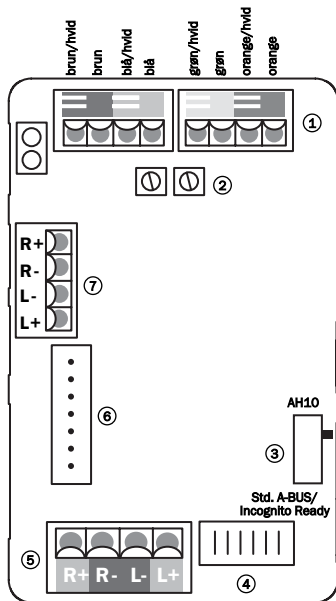 brun/hvid
brun
blå/hvid
blå
grøn/hvid
grøn
orange/hvid
orange
1
2
R+
R-
L-
L+
7
6
AH10
3
Std. A-BUS/
Incognito Ready
5
R+ R- L- L+
4